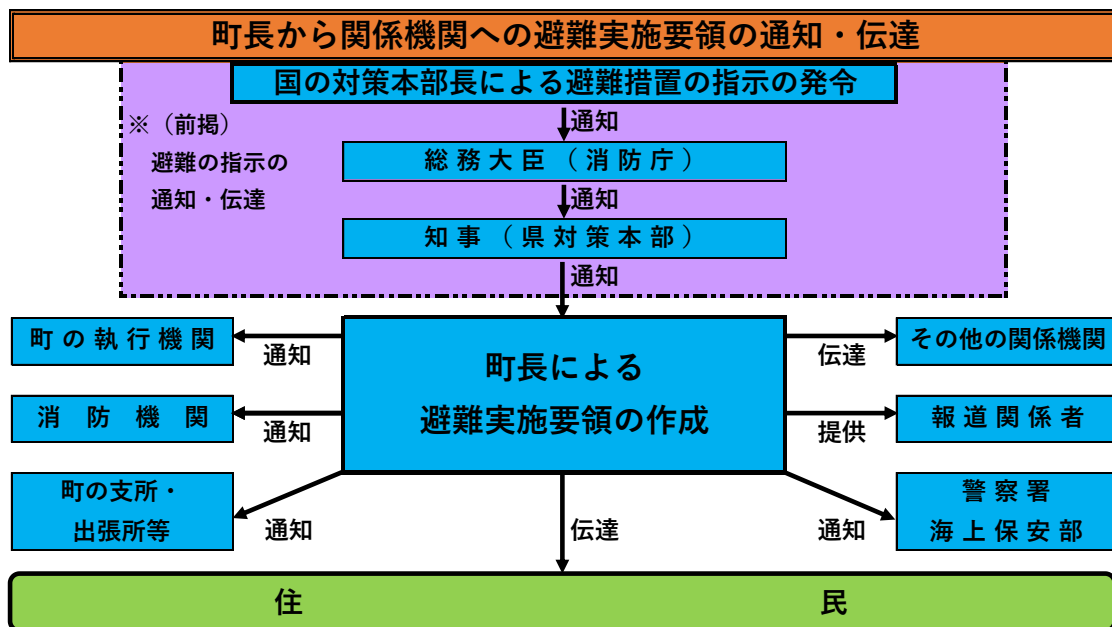 町長から関係機関への避難実施要領の通知・伝達
国の対策本部長による避難措置の指示の発令
※（前掲）
避難の指示の
通知・伝達
通知
総務大臣（消防庁）
通知
知事（県対策本部）
通知
町の執行機関
通知
町長による
避難実施要領の作成
伝達
その他の関係機関
消防機関
通知
提供
報道関係者
町の支所・
出張所等
通知
伝達
通知
警察署
海上保安部
住民